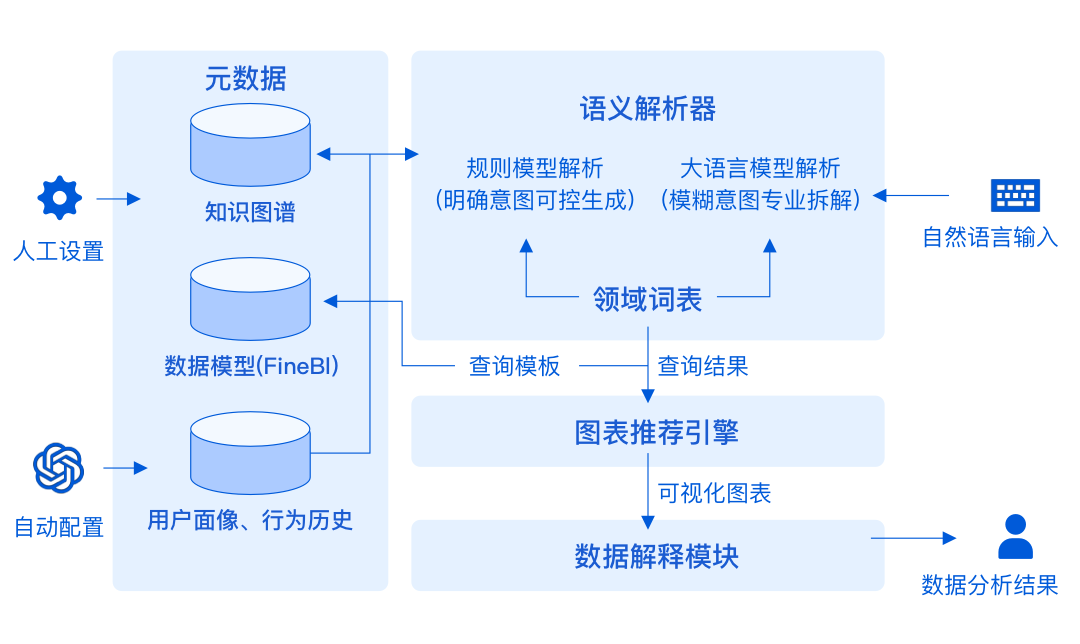 元数据
知识图谱
数据模型(FineBI)
用户画像、行为历史
人工设置
自动配置
语义解析器
规则模型解析
(明确意图可控生成)
大语言模型解析
(模糊意图专业拆解)
领域词表
自然语言输入
查询模板
查询结果
图表推荐引擎
可视化图表
数据解释模块
数据分析结果